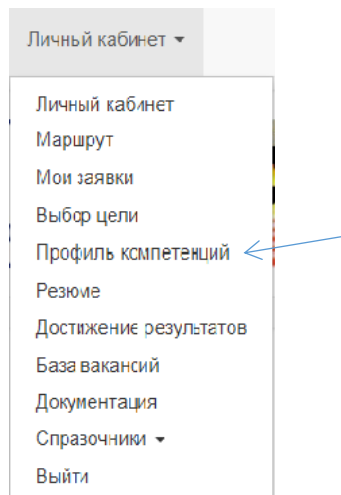 Личный кабинет
Личный кабинет
Маршрут
Мои заявки
Выбор цели
Профиль компетенций
Резюме
Достижение результатов
База вакансий
Документация
Справочники
Выйти